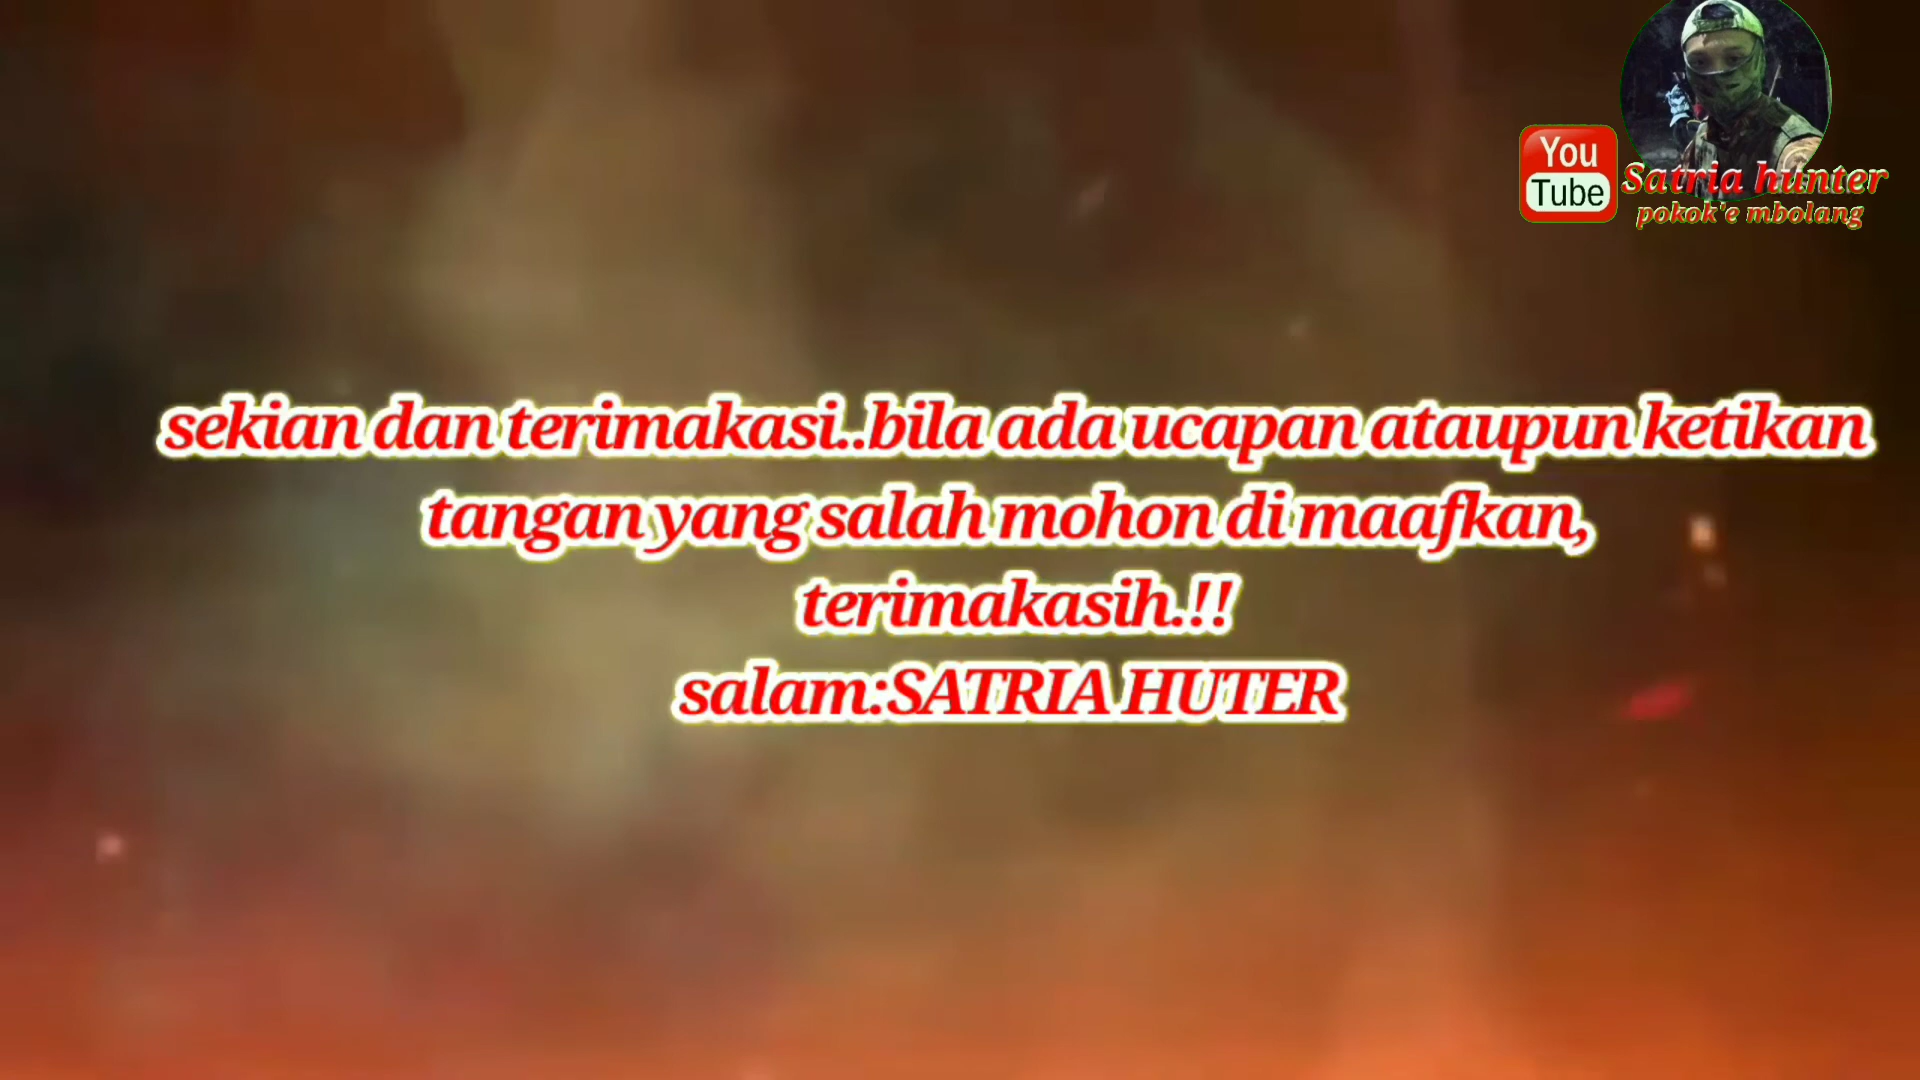 You
Tube
Satria hunter
pokok'e mbolang
sekian dan terimakasi..bila ada ucapan ataupun ketikan
tangan yang salah mohon di maafkan,
terimakasih.!!
salam:SATRIA HUTER